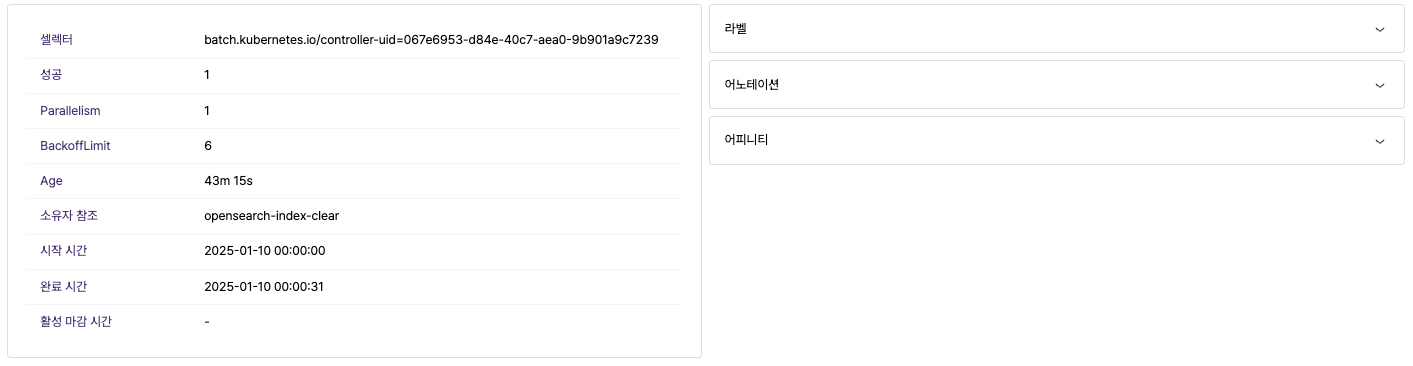 셀렉터 batch.kubernetes.io/controller-uid=067e6953-d84e-40c7-aea0-9b901a9c7239
성공 1
Parallelism 1
BackoffLimit 6
Age 43m 15s
소유자 참조 opensearch-index-clear
시작 시간 2025-01-10 00:00:00
완료 시간 2025-01-10 00:00:31
활성 마감 시간 -
라벨
어노테이션
어피니티